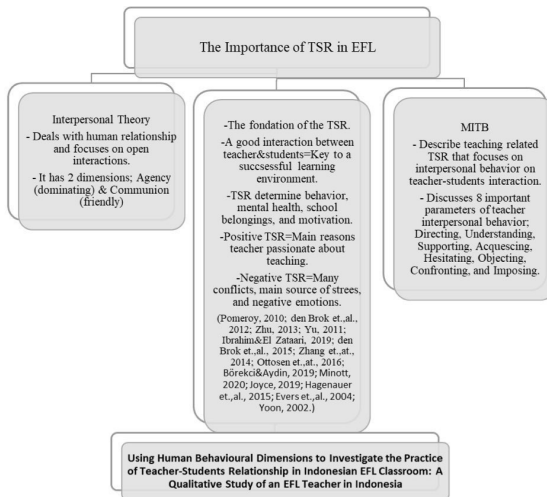 The Importance of TSR in EFL
Interpersonal Theory
- Deals with human relationship
and focuses on open
interactions.
- It has 2 dimensions; Agency
(dominating) & Communion
(friendly)
-The fondation of the TSR.
-A good interaction between
teacher&students=Key to a
succsessful learning
environment.
-TSR determine behavior,
mental health, school
belongings, and motivation.
-Positive TSR=Main reasons
teacher passionate about
teaching.
-Negative TSR=Many
conflicts, main source of strees,
and negative emotions.
(Pomeroy, 2010; den Brok et.,al.,
2012; Zhu, 2013; Yu, 2011;
Ibrahim&El Zataari, 2019; den
Brok et.,al., 2015; Zhang et.,at.,
2014; Ottosen et.,at., 2016;
Börekci&Aydin, 2019; Minott,
2020; Joyce, 2019; Hagenauer
et.,al., 2015; Evers et.,al., 2004;
Yoon, 2002.)
MITB
- Describe teaching related
TSR that focuses on
interpersonal behavior on
teacher-students interaction.
- Discusses 8 important
parameters of teacher
interpersonal behavior;
Directing, Understanding,
Supporting, Acquescing,
Hesitating, Objecting,
Confronting, and Imposing.
Using Human Behavioural Dimensions to Investigate the Practice
of Teacher-Students Relationship in Indonesian EFL Classroom: A
Qualitative Study of an EFL Teacher in Indonesia